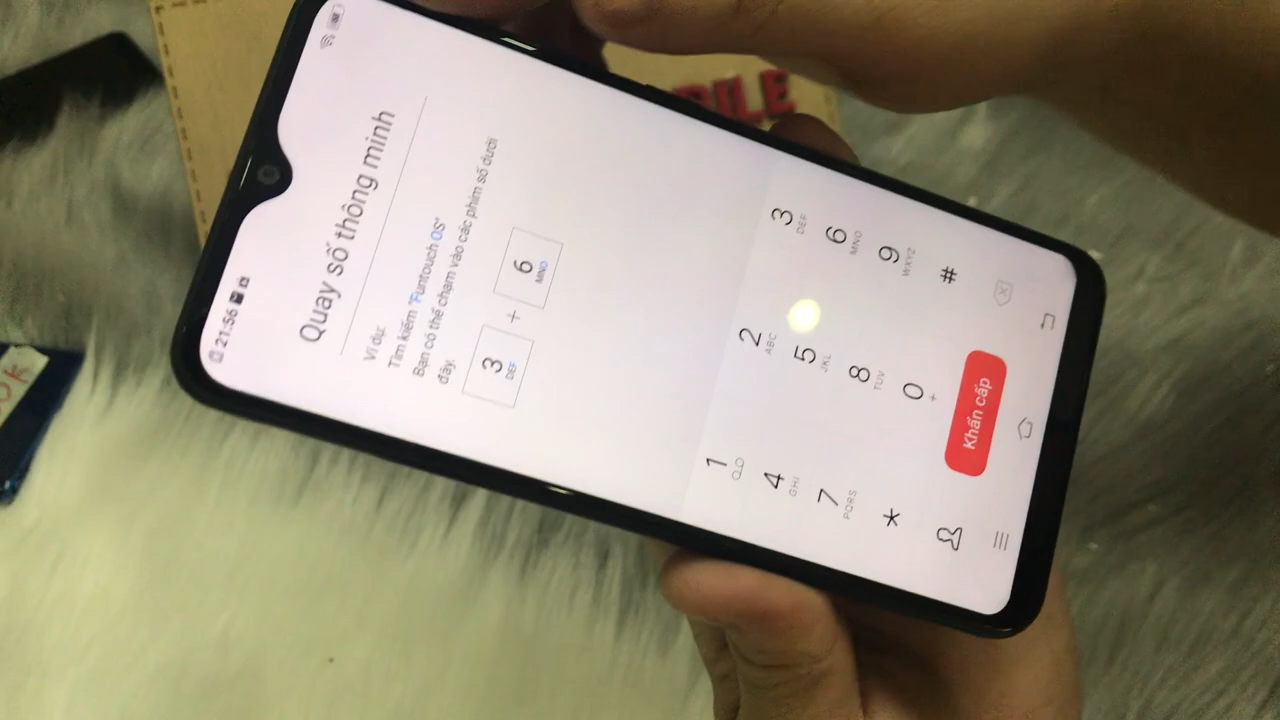 21:56
Quay số thông minh
Ví dụ:
Tìm kiếm "Funtouch OS"
Bạn có thể chạm vào các phím số dưới
đây.
3 + 6
DEF MNO
1 2 3
ABC DEF
4 5 6
GHI JKL MNO
7 8 9
PQRS TUV WXYZ
* 0 #
+
Khẩn cấp